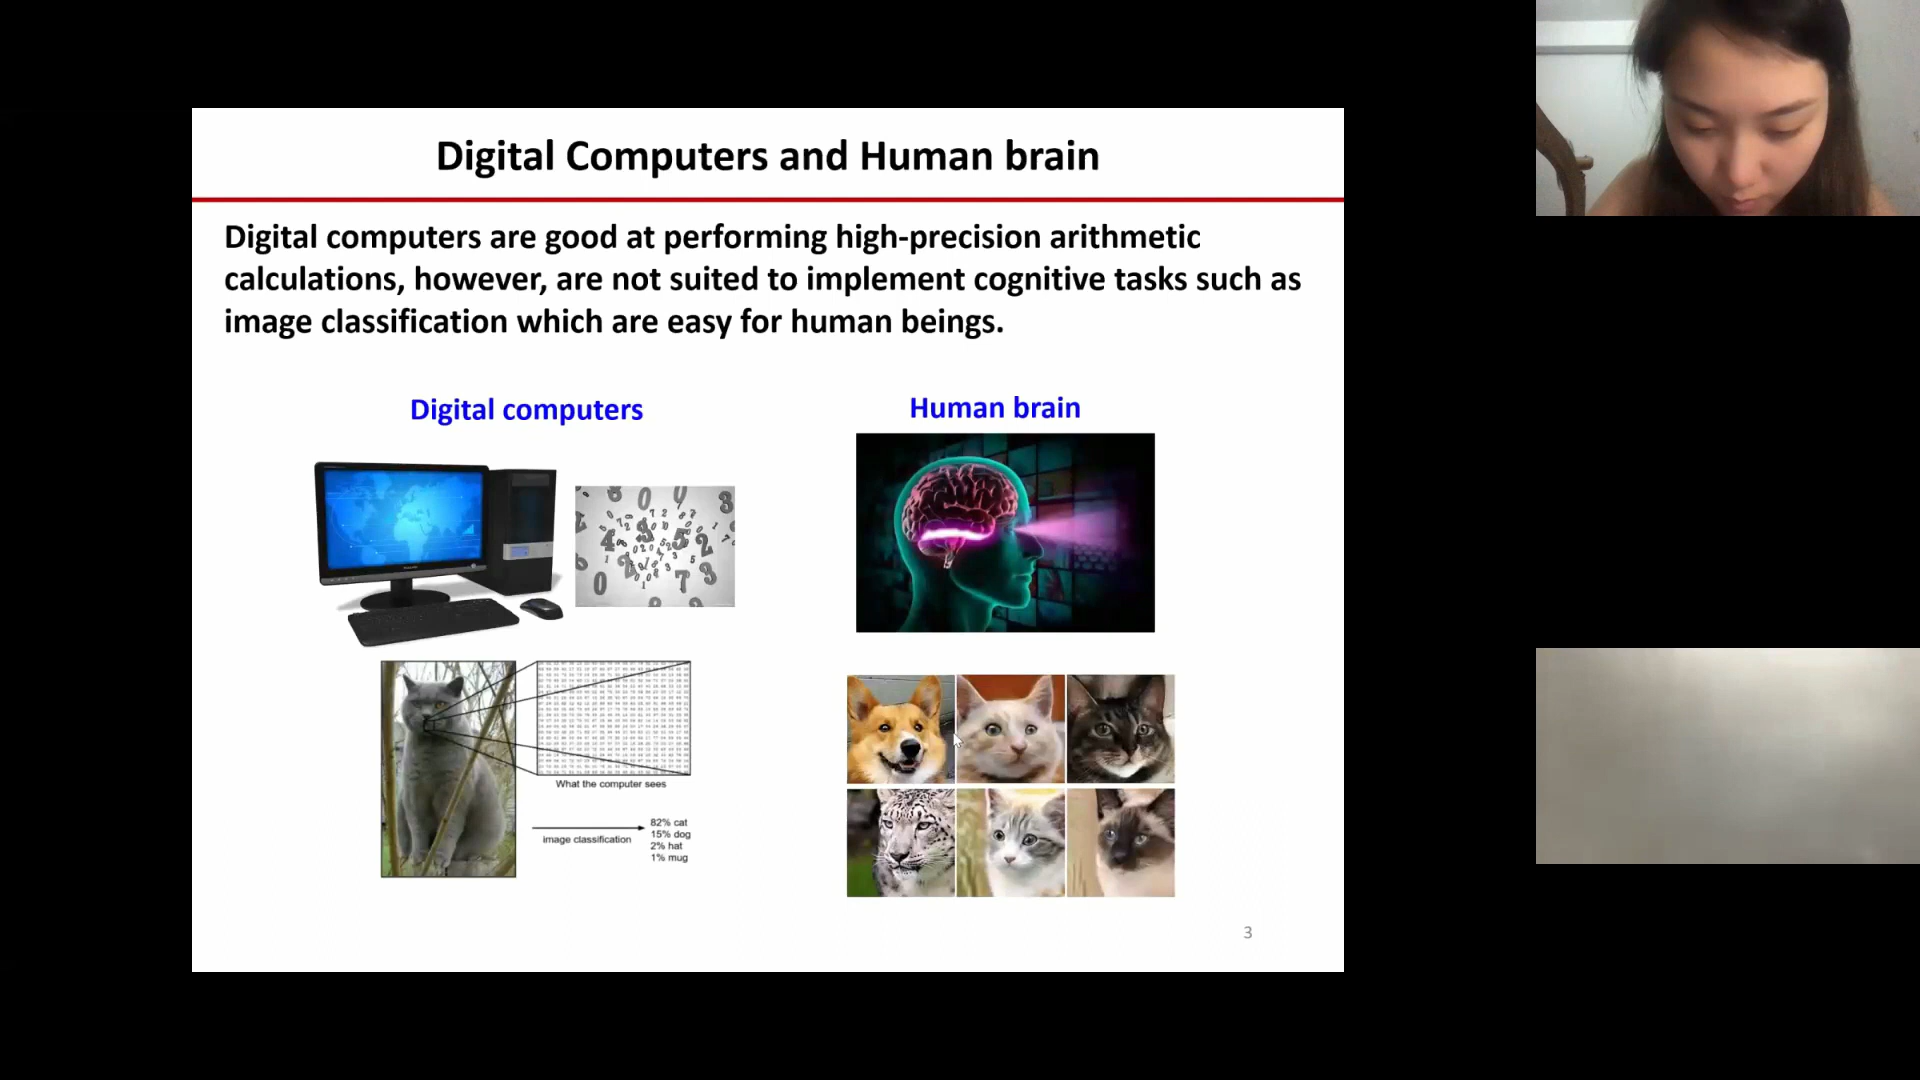 Digital Computers and Human brain
Digital computers are good at performing high-precision arithmetic
calculations, however, are not suited to implement cognitive tasks such as
image classification which are easy for human beings.
Digital computers
Human brain
What the computer sees
image classification
82% cat
15% dog
2% hat
1% mug
3